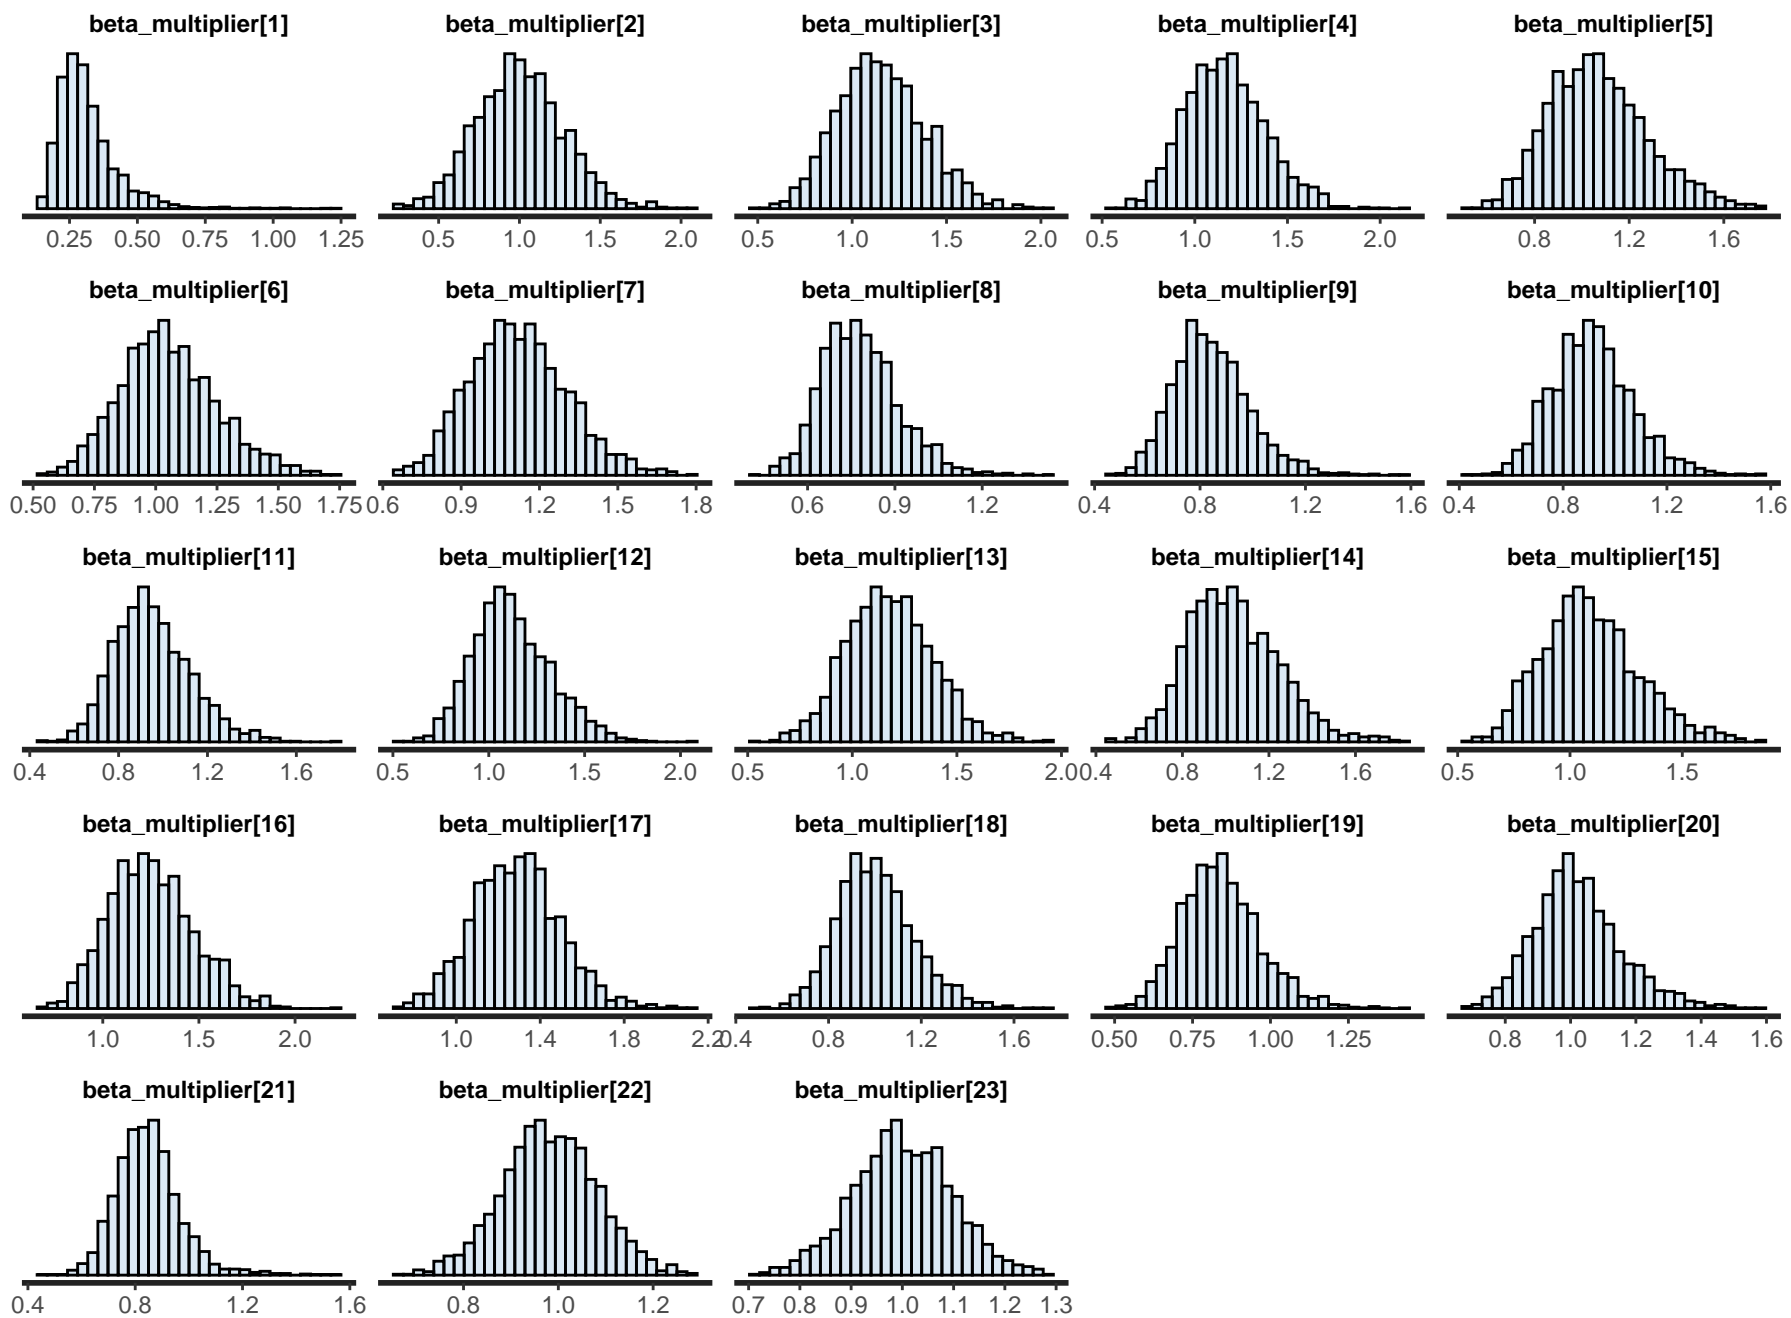 beta_multiplier[1] beta_multiplier[2] beta_multiplier[3] beta_multiplier[4] beta_multiplier[5]
0.25 0.50 0.75 1.00 1.25 0.5 1.0 1.5 2.0 0.5 1.0 1.5 2.0 0.5 1.0 1.5 2.0 0.8 1.2 1.6
beta_multiplier[6] beta_multiplier[7] beta_multiplier[8] beta_multiplier[9] beta_multiplier[10]
0.50 0.75 1.00 1.25 1.50 1.75 0.6 0.9 1.2 1.5 1.8 0.6 0.9 1.2 0.4 0.8 1.2 1.6 0.4 0.8 1.2 1.6
beta_multiplier[11] beta_multiplier[12] beta_multiplier[13] beta_multiplier[14] beta_multiplier[15]
0.4 0.8 1.2 1.6 0.5 1.0 1.5 2.0 0.5 1.0 1.5 2.0 0.4 0.8 1.2 1.6 0.5 1.0 1.5
beta_multiplier[16] beta_multiplier[17] beta_multiplier[18] beta_multiplier[19] beta_multiplier[20]
1.0 1.5 2.0 1.0 1.4 1.8 2.2 0.4 0.8 1.2 1.6 0.50 0.75 1.00 1.25 0.8 1.0 1.2 1.4 1.6
beta_multiplier[21] beta_multiplier[22] beta_multiplier[23]
0.4 0.8 1.2 1.6 0.8 1.0 1.2 0.7 0.8 0.9 1.0 1.1 1.2 1.3